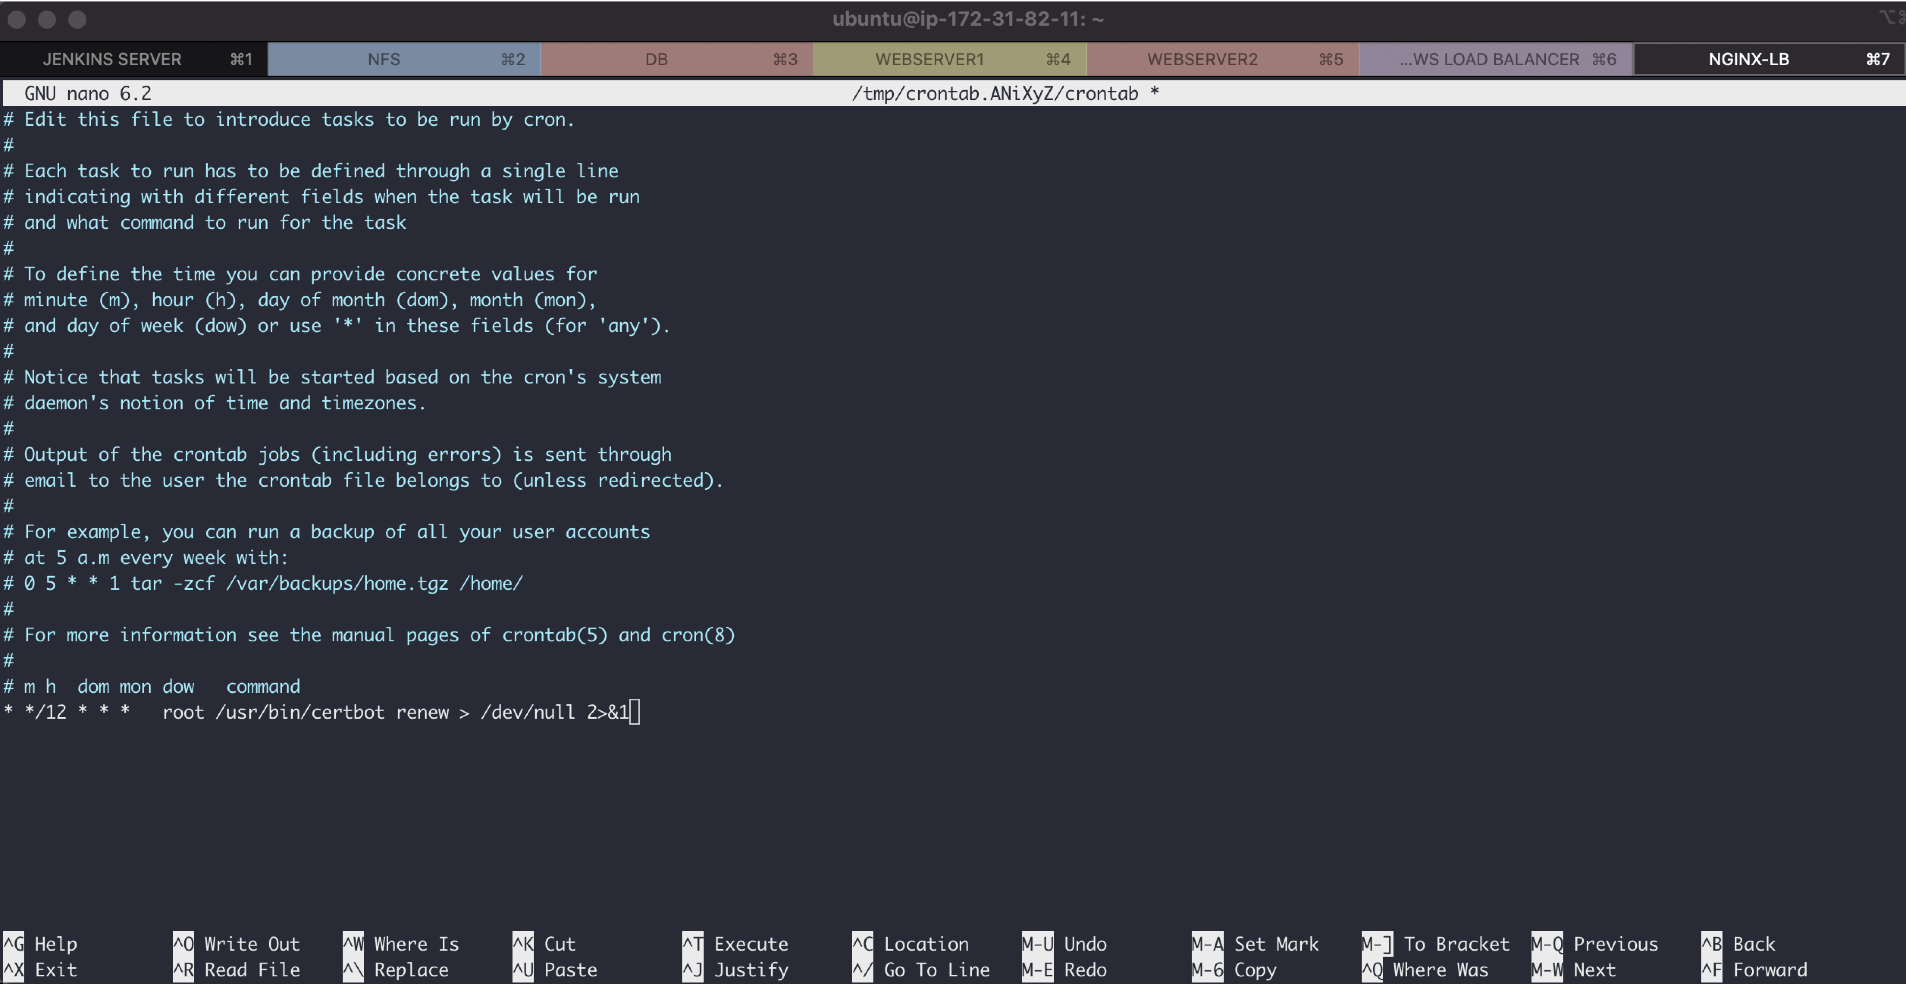 ubuntu@ip-172-31-82-11: ~
JENKINS SERVER ⌘1 NFS ⌘2 DB ⌘3 WEBSERVER1 ⌘4 WEBSERVER2 ⌘5 ...WS LOAD BALANCER ⌘6 NGINX-LB ⌘7
GNU nano 6.2 /tmp/crontab.ANiXyZ/crontab *
# Edit this file to introduce tasks to be run by cron.
#
# Each task to run has to be defined through a single line
# indicating with different fields when the task will be run
# and what command to run for the task
#
# To define the time you can provide concrete values for
# minute (m), hour (h), day of month (dom), month (mon),
# and day of week (dow) or use '*' in these fields (for 'any').
#
# Notice that tasks will be started based on the cron's system
# daemon's notion of time and timezones.
#
# Output of the crontab jobs (including errors) is sent through
# email to the user the crontab file belongs to (unless redirected).
#
# For example, you can run a backup of all your user accounts
# at 5 a.m every week with:
# 0 5 * * 1 tar -zcf /var/backups/home.tgz /home/
#
# For more information see the manual pages of crontab(5) and cron(8)
#
# m h  dom mon dow   command
* */12 * * *   root /usr/bin/certbot renew > /dev/null 2>&1
^G Help ^O Write Out ^W Where Is ^K Cut ^T Execute ^C Location M-U Undo M-A Set Mark M-] To Bracket M-Q Previous ^B Back
^X Exit ^R Read File ^\ Replace ^U Paste ^J Justify ^/ Go To Line M-E Redo M-6 Copy ^Q Where Was M-W Next ^F Forward